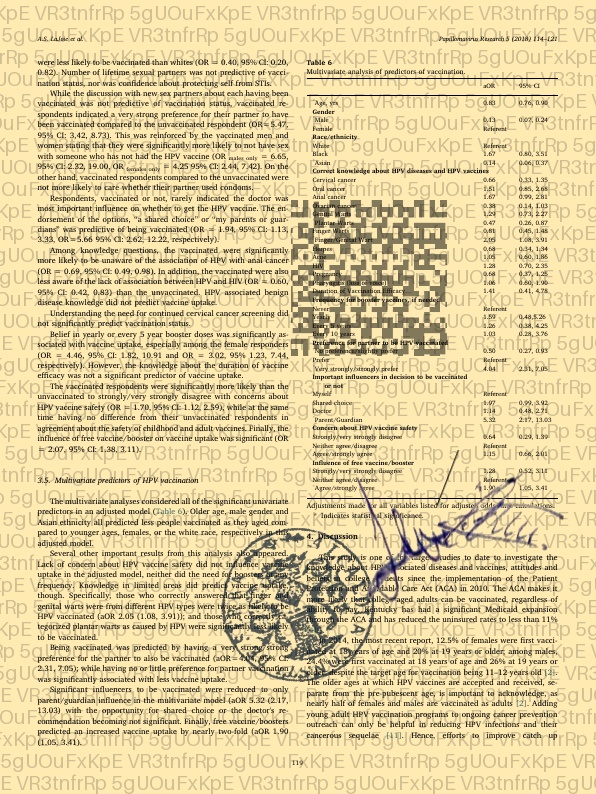 A.S. LaJoie et al.
Papillomavirus Research 5 (2018) 114–121
were less likely to be vaccinated than whites (OR = 0.40, 95% CI: 0.20,
0.82). Number of lifetime sexual partners was not predictive of vacci-
nation status, nor was confidence about protecting self from STIs.
While the discussion with new sex partners about each having been
vaccinated was not predictive of vaccination status, vaccinated re-
spondents indicated a very strong preference for their partner to have
been vaccinated compared to the unvaccinated respondent (OR = 5.47,
95% CI: 3.42, 8.73). This was reinforced by the vaccinated men and
women stating that they were significantly more likely to not have sex
with someone who has not had the HPV vaccine (OR males only = 6.65,
95% CI: 2.32, 19.00, OR females only = 4.25 95% CI: 2.44, 7.42). On the
other hand, vaccinated respondents compared to the unvaccinated were
not more likely to care whether their partner used condoms.
Respondents, vaccinated or not, rarely indicated the doctor was
most important influence on whether to get the HPV vaccine. The en-
dorsement of the options, "a shared choice" or "my parents or guar-
dians" was predictive of being vaccinated (OR = 1.94, 95% CI: 1.13,
3.33, OR = 5.66 95% CI: 2.62, 12.22, respectively).
Among knowledge questions, the vaccinated were significantly
more likely to be unaware of the association of HPV with anal cancer
(OR = 0.69, 95% CI: 0.49, 0.98). In addition, the vaccinated were also
less aware of the lack of association between HPV and HIV (OR = 0.60,
95% CI: 0.42, 0.83) than the unvaccinated. HPV associated benign
disease knowledge did not predict vaccine uptake.
Understanding the need for continued cervical cancer screening did
not significantly predict vaccination status.
Belief in yearly or every 5 year booster doses was significantly as-
sociated with vaccine uptake, especially among the female responders
(OR = 4.46, 95% CI: 1.82, 10.91 and OR = 3.02, 95% CI: 1.23, 7.44,
respectively). However, the knowledge about the duration of vaccine
efficacy was not a significant predictor of vaccine uptake.
The vaccinated respondents were significantly more likely than the
unvaccinated to strongly/very strongly disagree with concerns about
HPV vaccine safety (OR = 1.70, 95% CI: 1.12, 2.59), while at the same
time having no difference from their unvaccinated respondents in
agreement about the safety of childhood and adult vaccines. Finally, the
influence of free vaccine/booster on vaccine uptake was significant (OR
= 2.07, 95% CI: 1.38, 3.11).
3.5. Multivariate predictors of HPV vaccination
The multivariate analyses considered all of the significant univariate
predictors in an adjusted model (Table 6). Older age, male gender and
Asian ethnicity all predicted less people vaccinated as they aged com-
pared to younger ages, females, or the white race, respectively in the
adjusted model.
Several other important results from this analysis also appeared.
Lack of concern about HPV vaccine safety did not influence vaccine
uptake in the adjusted model, neither did the need for boosters at any
frequency. Knowledge in limited areas did predict vaccine uptake,
though. Specifically, those who correctly answered that finger and
genital warts were from different HPV types were twice as likely to be
HPV vaccinated (aOR 2.05 (1.08, 3.91)); and those who correctly ca-
tegorized plantar warts as caused by HPV were significantly less likely
to be vaccinated.
Being vaccinated was predicted by having a very strong/strong
preference for the partner to also be vaccinated (aOR = 4.04, 95% CI:
2.31, 7.05); while having no or little preference for partner vaccination
was significantly associated with less vaccine uptake.
Significant influencers to be vaccinated were reduced to only
parent/guardian influence in the multivariate model (aOR 5.32 (2.17,
13.03) with the opportunity for shared choice or the doctor's re-
commendation becoming not significant. Finally, free vaccine/boosters
predicted an increased vaccine uptake by nearly two-fold (aOR 1.90
(1.05, 3.41).
Table 6
Multivariate analysis of predictors of vaccination.
aOR 95% CI
Age, yrs 0.83 0.76, 0.90
Gender
Male 0.13 0.07, 0.24
Female Referent
Race/ethnicity
White Referent
Black 1.67 0.80, 3.51
Asian 0.14 0.06, 0.37
Correct knowledge about HPV diseases and HPV vaccines
Cervical cancer 0.66 0.33, 1.35
Oral cancer 1.51 0.85, 2.68
Anal cancer 1.67 0.99, 2.81
Ovarian cancer 0.38 0.14, 1.03
Genital Warts 1.29 0.73, 2.27
Plantar Warts 0.47 0.26, 0.87
Finger Warts 0.81 0.45, 1.48
Finger/Genital Wart 2.05 1.08, 3.91
Herpes 0.68 0.34, 1.34
Acne 1.05 0.60, 1.86
HIV 1.28 0.70, 2.35
Pregnancy 0.68 0.37, 1.25
1.06 0.60, 1.90
Duration of Vaccination Efficacy 1.41 0.41, 4.78
Frequency for booster vaccines, if needed
Never Referent
Yearly 1.59 0.48, 5.26
Every 5 years 1.26 0.38, 4.25
Every 10 years 1.03 0.28, 3.76
Preference for partner to be HPV vaccinated
No preference/slightly prefer 0.50 0.27, 0.93
Prefer Referent
Very strongly/strongly prefer 4.04 2.31, 7.05
Important influencers in decision to be vaccinated
or not
Myself Referent
Shared choice 1.97 0.99, 3.92
Doctor 1.14 0.48, 2.71
Parent/Guardian 5.32 2.17, 13.03
Concern about HPV vaccine safety
Strongly/very strongly disagree 0.64 0.29, 1.39
Neither agree/disagree Referent
Agree/strongly agree 1.15 0.66, 2.01
Influence of free vaccine/booster
Strongly/very strongly disagree 1.28 0.52, 3.11
Neither agree/disagree Referent
Agree/strongly agree 1.90 1.05, 3.41
Adjustments made for all variables listed for adjusted odds ratio calculations.
Indicates statistical significance.
4. Discussion
This study is one of the larger studies to date to investigate the
knowledge about HPV associated diseases and vaccines, attitudes and
beliefs of college students since the implementation of the Patient
Protection and Affordable Care Act (ACA) in 2010. The ACA makes it
more likely that college-aged adults can be vaccinated, regardless of
ability to pay. Kentucky has had a significant Medicaid expansion
through the ACA and has reduced the uninsured rates to less than 11%
In 2014, the most recent report, 12.5% of females were first vacci-
nated at 18 years of age and 20% at 19 years or older; among males,
24.4% were first vaccinated at 18 years of age and 26% at 19 years or
older, despite the target age for vaccination being 11–12 years old [2].
The older ages at which HPV vaccines are accepted and received, se-
parate from the pre-pubescent age, is important to acknowledge, as
nearly half of females and males are vaccinated as adults [2]. Adding
young adult HPV vaccination programs to ongoing cancer prevention
outreach can only be helpful in reducing HPV infections and their
cancerous sequelae [11]. Hence, efforts to improve catch up
119